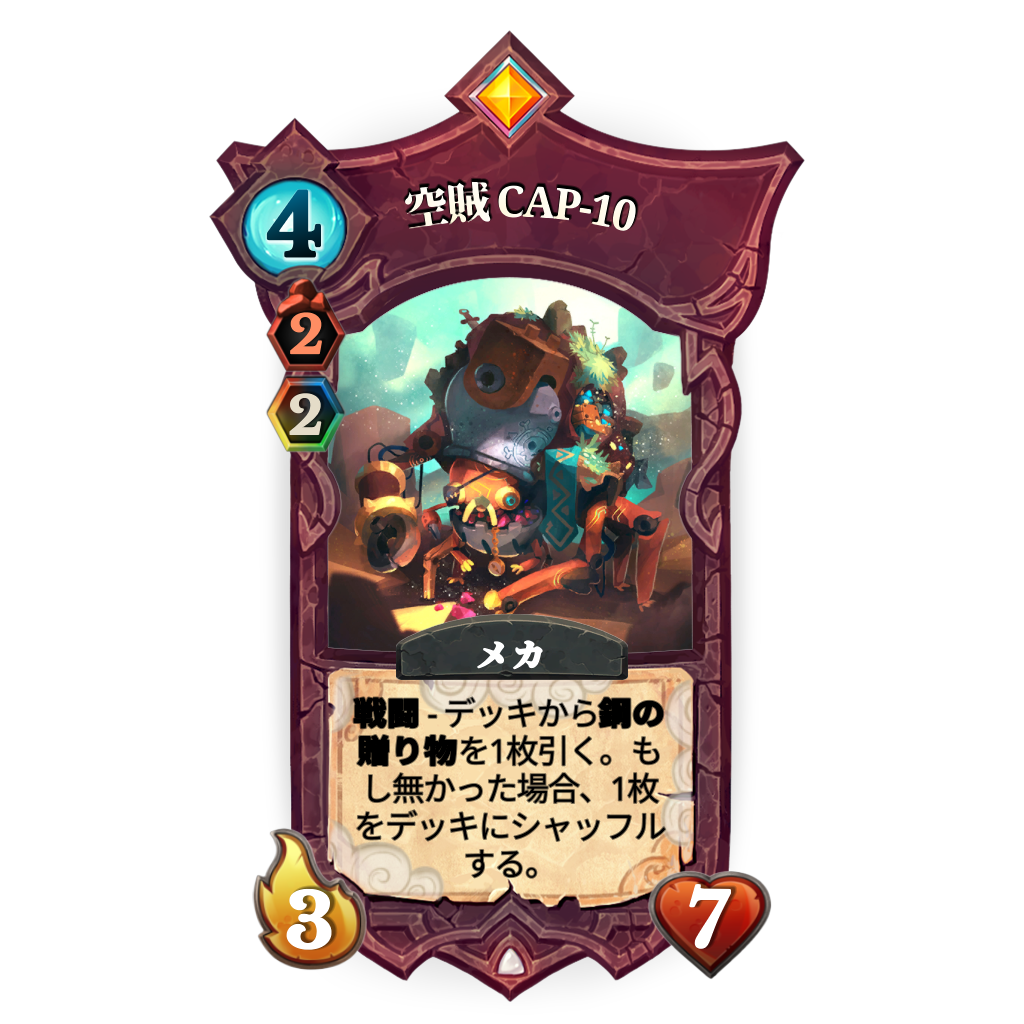 空賊 CAP-10
4
2
2
メカ
戦闘 - デッキから鋼の
贈り物を1枚引く。も
し無かった場合、1枚
をデッキにシャッフル
する。
3
7